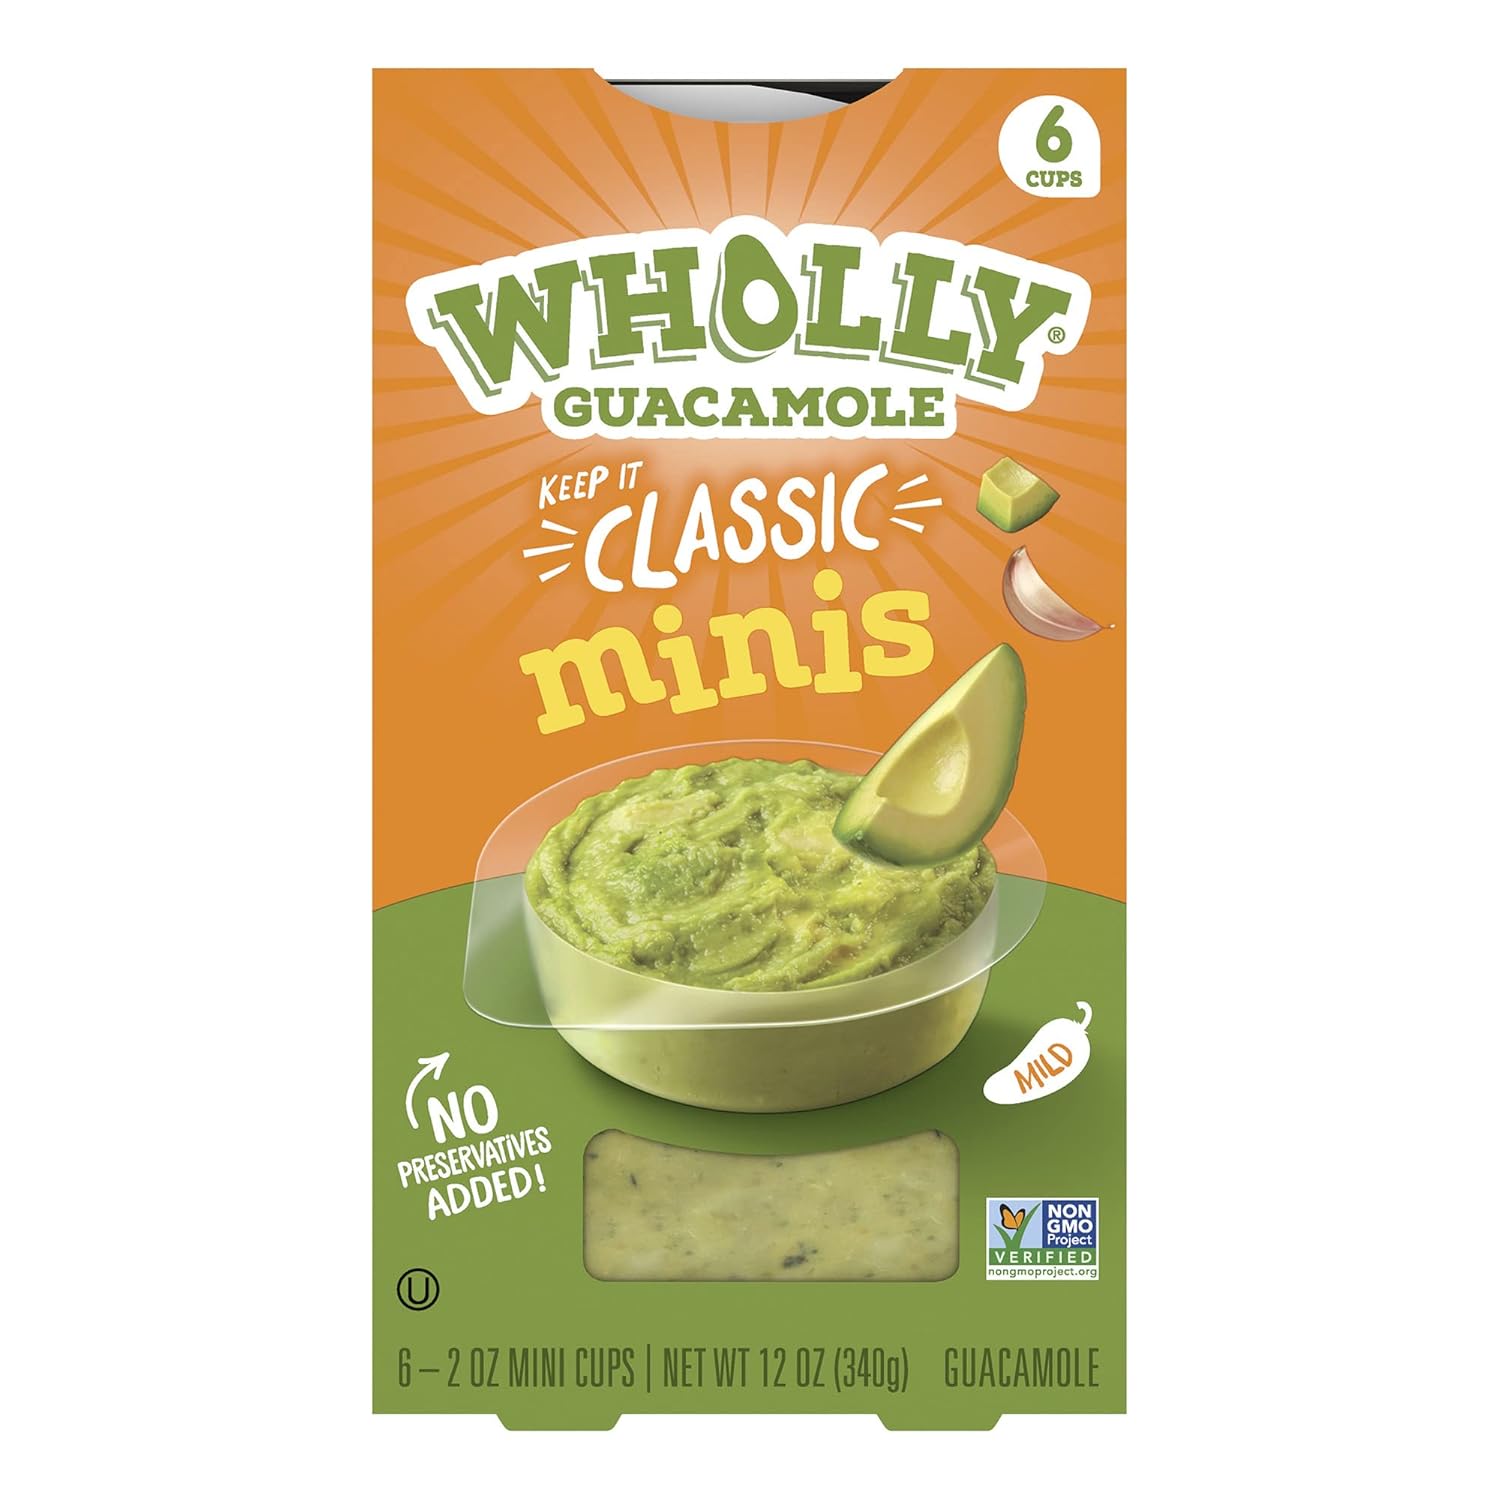 6
CUPS
WHOLLY®
GUACAMOLE
KEEP IT
CLASSIC
minis
MILD
NO
PRESERVATIVES
ADDED!
NON
GMO
Project
VERIFIED
nongmoproject.org
U
6 – 2 OZ MINI CUPS | NET WT 12 OZ (340g) GUACAMOLE